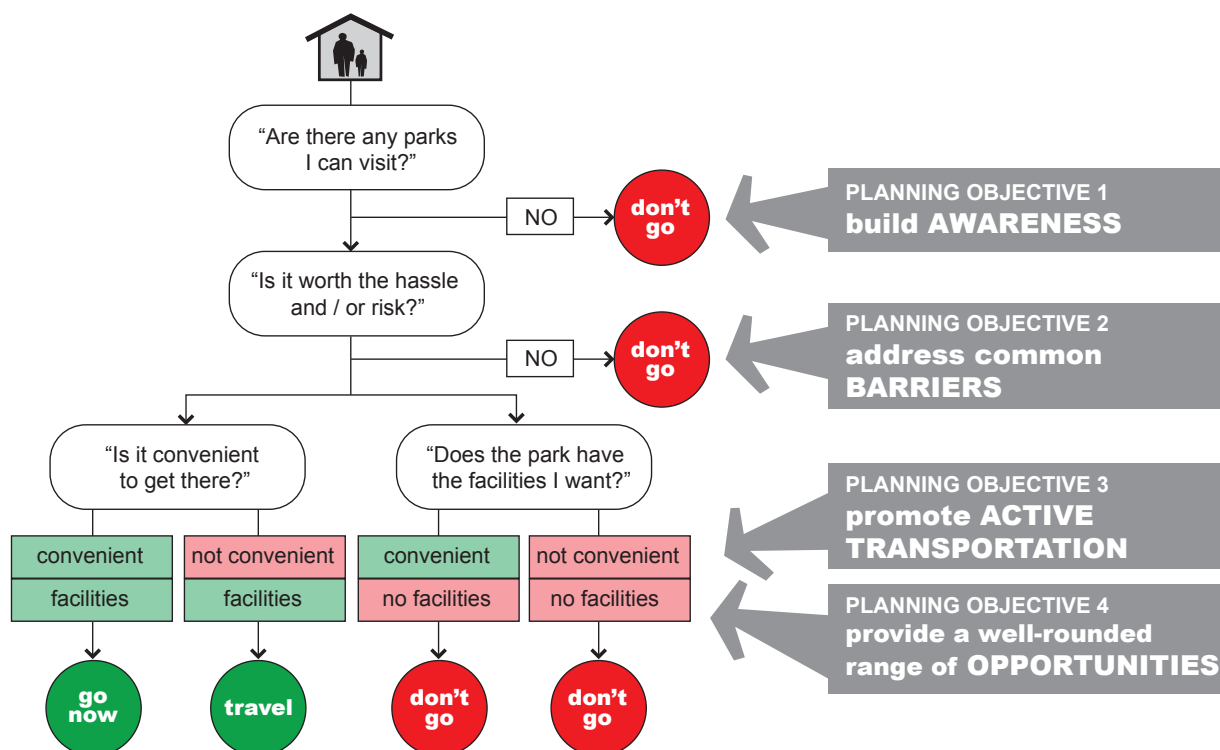 “Are there any parks
I can visit?”
NO
don't
go
PLANNING OBJECTIVE 1
build AWARENESS
“Is it worth the hassle
and / or risk?”
NO
don't
go
PLANNING OBJECTIVE 2
address common
BARRIERS
“Is it convenient
to get there?”
“Does the park have
the facilities I want?”
PLANNING OBJECTIVE 3
promote ACTIVE
TRANSPORTATION
convenient
facilities
not convenient
facilities
convenient
no facilities
not convenient
no facilities
PLANNING OBJECTIVE 4
provide a well-rounded
range of OPPORTUNITIES
go
now
travel
don't
go
don't
go